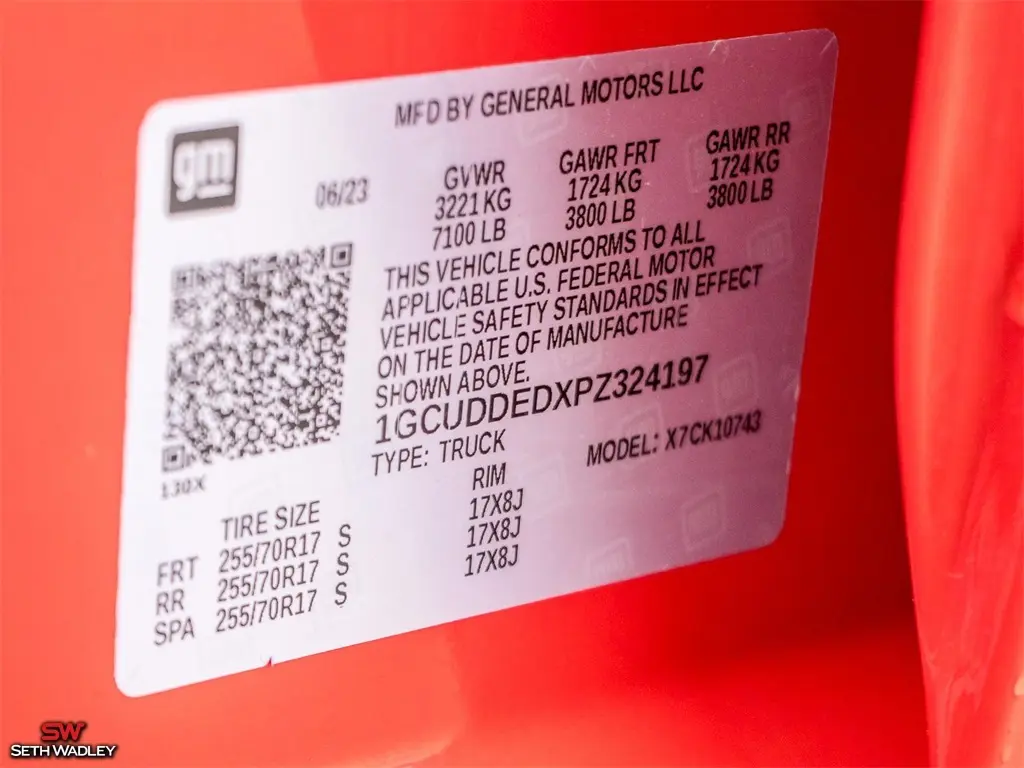 MFD BY GENERAL MOTORS LLC
gm
06/23
GVWR GAWR FRT GAWR RR
3221 KG 1724 KG 1724 KG
7100 LB 3800 LB 3800 LB
THIS VEHICLE CONFORMS TO ALL
APPLICABLE U.S. FEDERAL MOTOR
VEHICLE SAFETY STANDARDS IN EFFECT
ON THE DATE OF MANUFACTURE
SHOWN ABOVE.
1GCUDDEDXPZ324197
TYPE: TRUCK MODEL: X7CK10743
130X
TIRE SIZE RIM
FRT 255/70R17 S 17X8J
RR 255/70R17 S 17X8J
SPA 255/70R17 S 17X8J
SW
SETH WADLEY